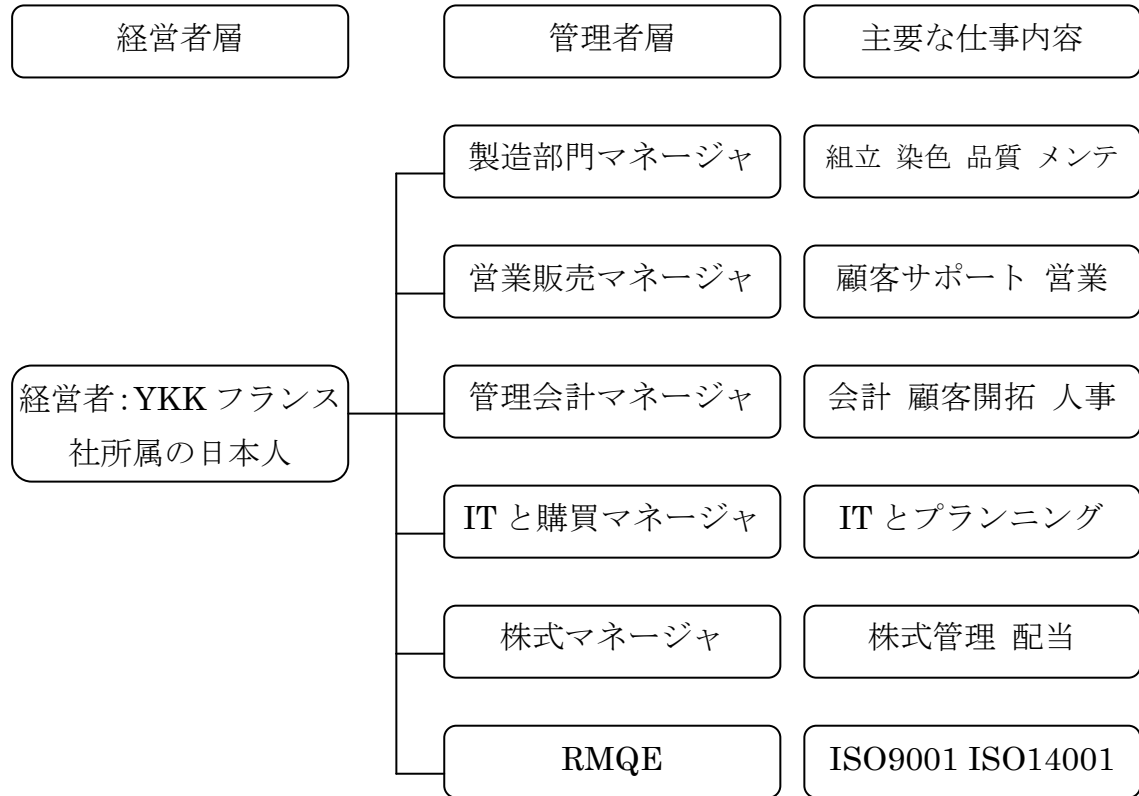 経営者層
管理者層
主要な仕事内容
製造部門マネージャ
組立 染色 品質 メンテ
営業販売マネージャ
顧客サポート 営業
経営者:YKK フランス
社所属の日本人
管理会計マネージャ
会計 顧客開拓 人事
IT と購買マネージャ
IT とプランニング
株式マネージャ
株式管理 配当
RMQE
ISO9001 ISO14001